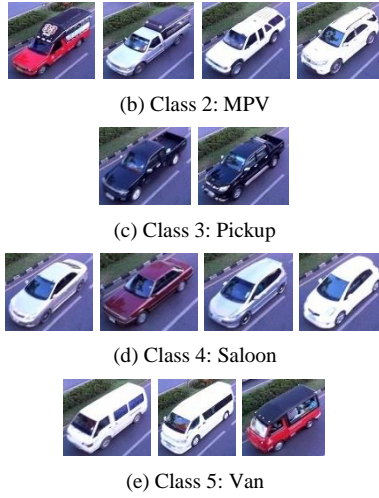 (b) Class 2: MPV
(c) Class 3: Pickup
(d) Class 4: Saloon
(e) Class 5: Van